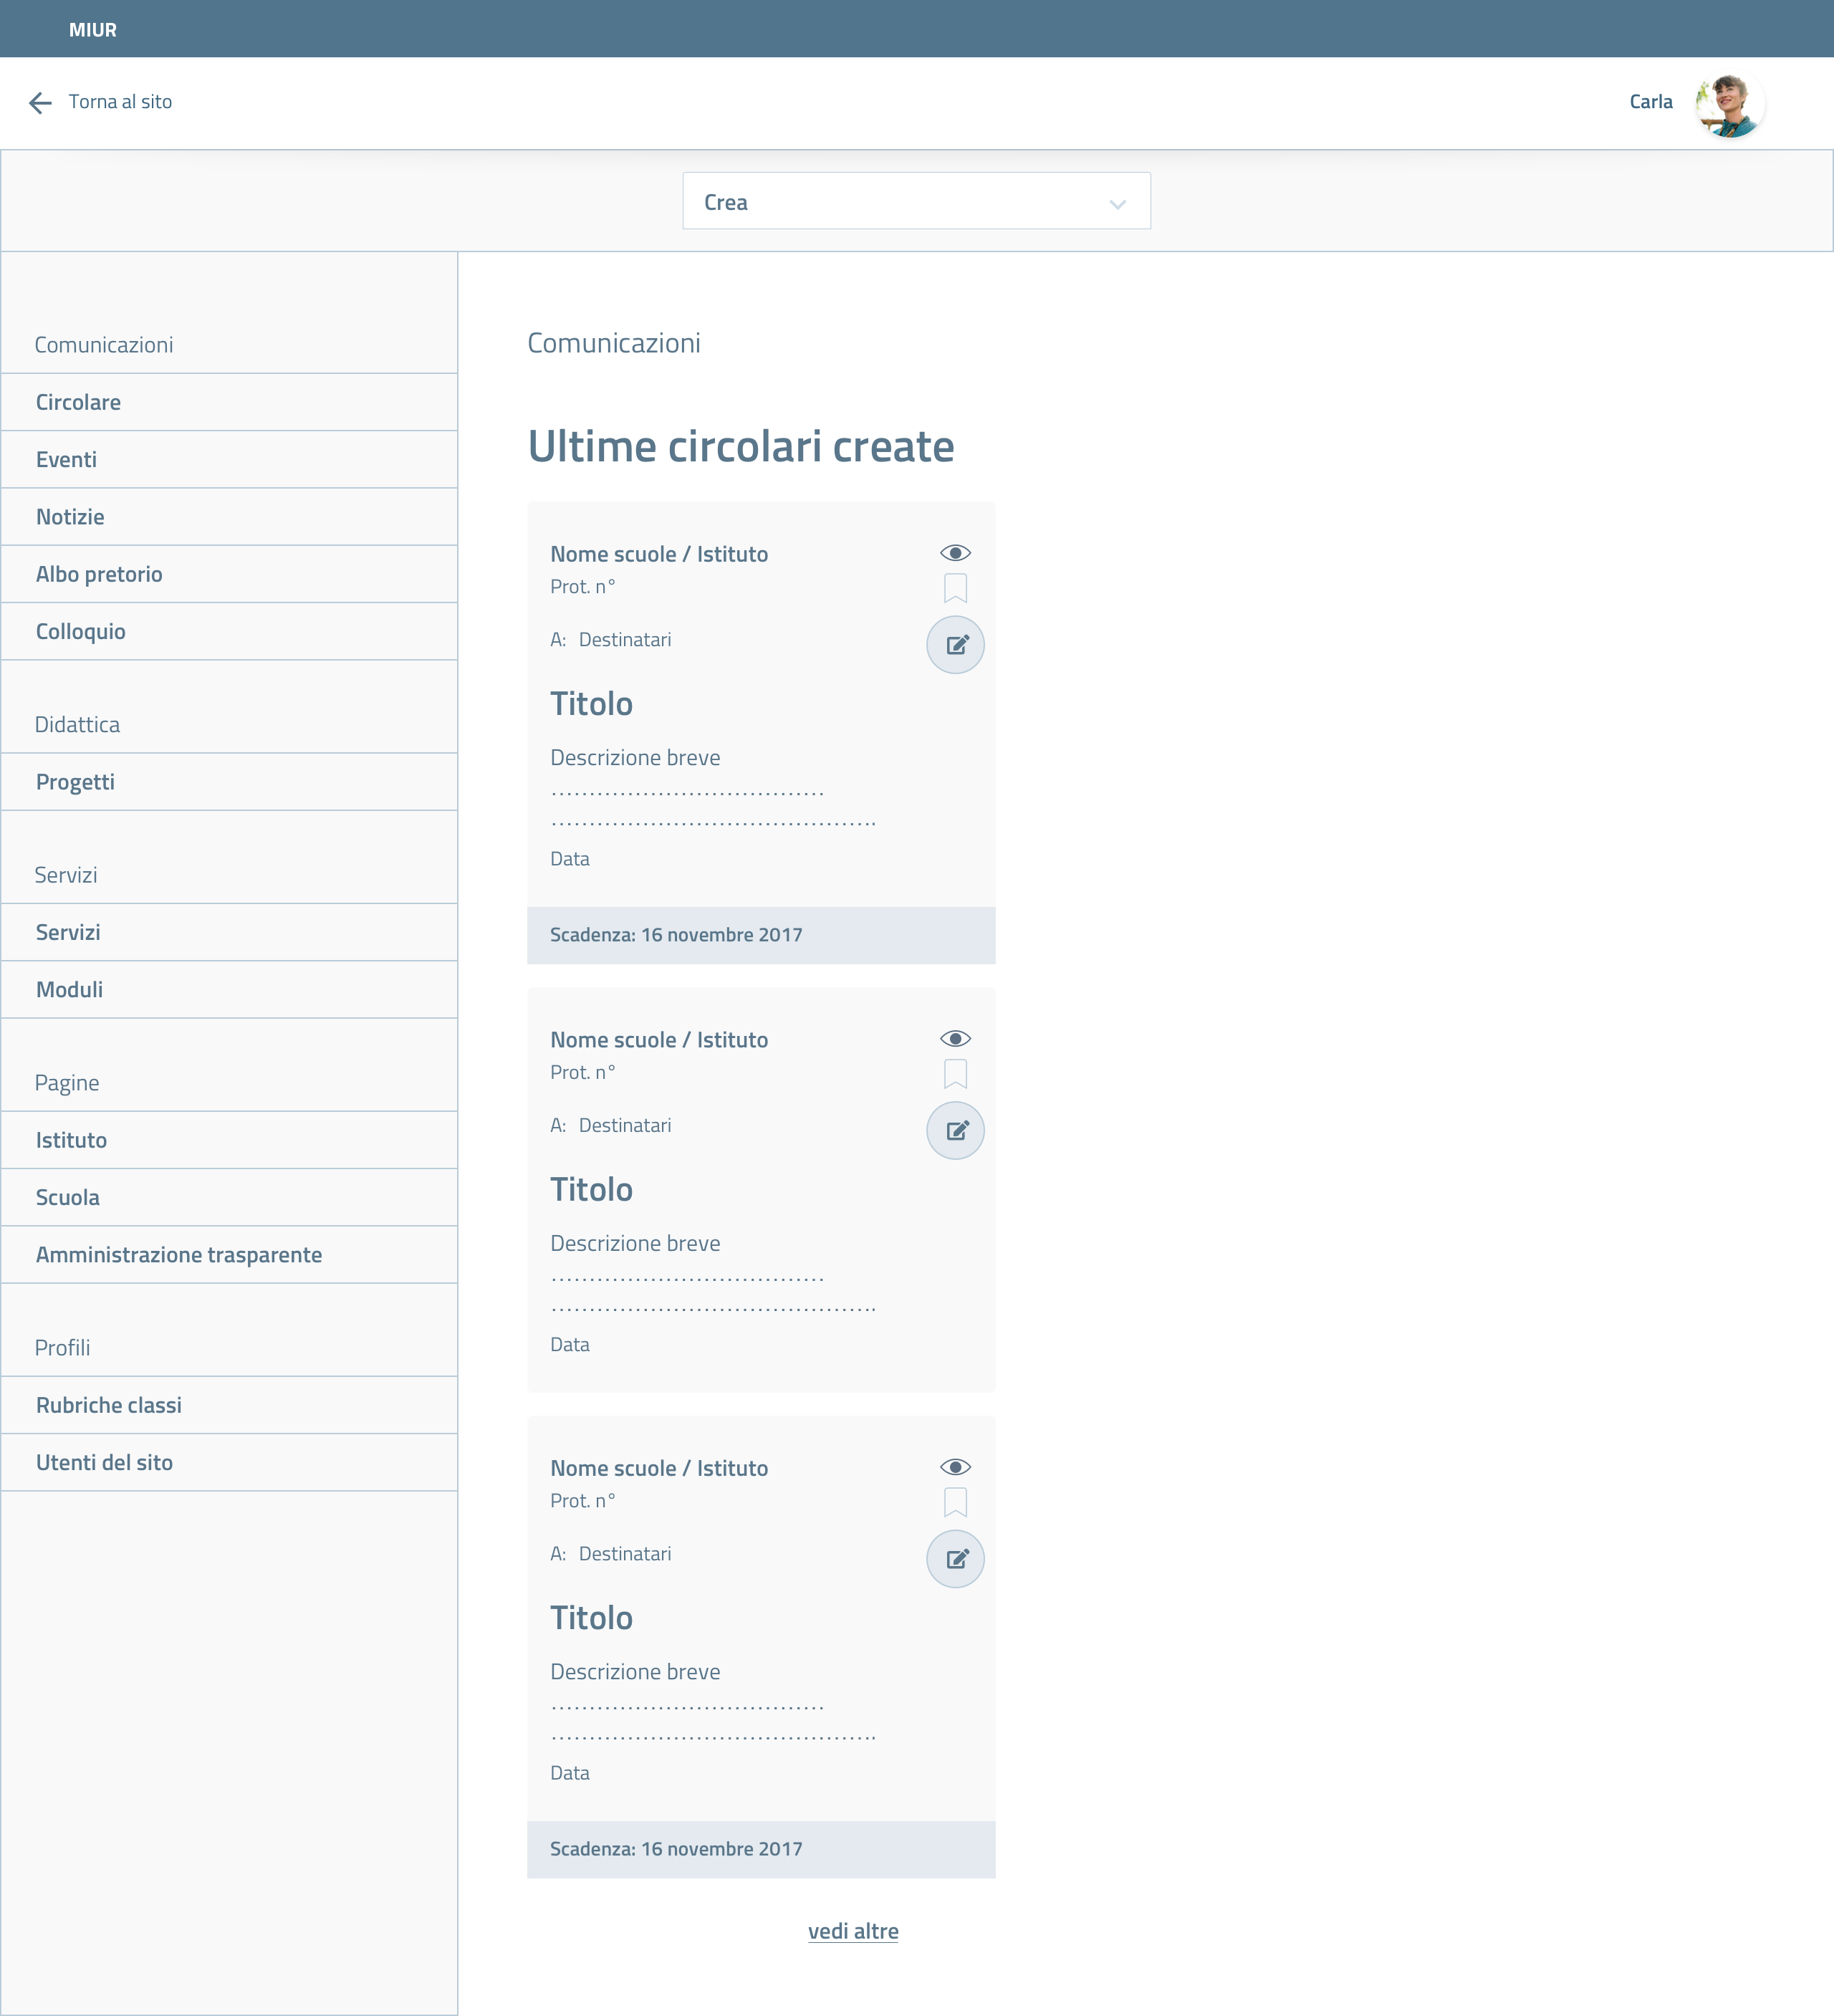 MIUR
Torna al sito
Carla
Crea
Comunicazioni
Circolare
Eventi
Notizie
Albo pretorio
Colloquio
Didattica
Progetti
Servizi
Servizi
Moduli
Pagine
Istituto
Scuola
Amministrazione trasparente
Profili
Rubriche classi
Utenti del sito
Comunicazioni
Ultime circolari create
Nome scuole / Istituto
Prot. n°
A: Destinatari
Titolo
Descrizione breve
...................................
..........................................
Data
Scadenza: 16 novembre 2017
Nome scuole / Istituto
Prot. n°
A: Destinatari
Titolo
Descrizione breve
...................................
..........................................
Data
Nome scuole / Istituto
Prot. n°
A: Destinatari
Titolo
Descrizione breve
...................................
..........................................
Data
Scadenza: 16 novembre 2017
vedi altre